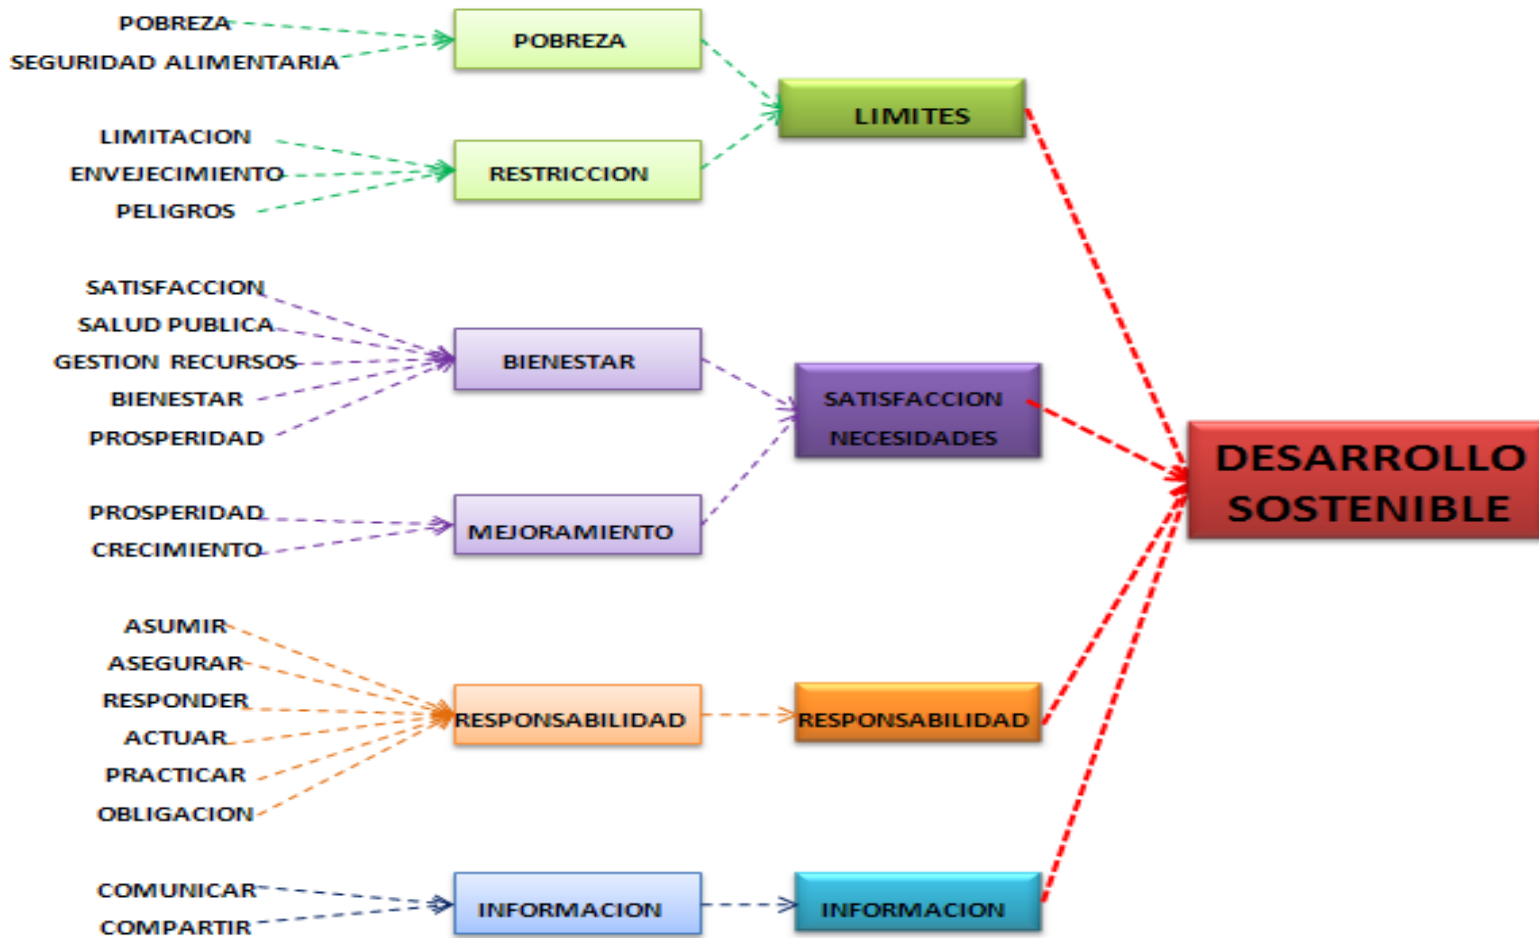 POBREZA
SEGURIDAD ALIMENTARIA
POBREZA
LIMITACION
ENVEJECIMIENTO
PELIGROS
RESTRICCION
LIMITES
SATISFACCION
SALUD PUBLICA
GESTION RECURSOS
BIENESTAR
PROSPERIDAD
BIENESTAR
PROSPERIDAD
CRECIMIENTO
MEJORAMIENTO
SATISFACCION
NECESIDADES
ASUMIR
ASEGURAR
RESPONDER
ACTUAR
PRACTICAR
OBLIGACION
RESPONSABILIDAD
RESPONSABILIDAD
COMUNICAR
COMPARTIR
INFORMACION
INFORMACION
DESARROLLO
SOSTENIBLE